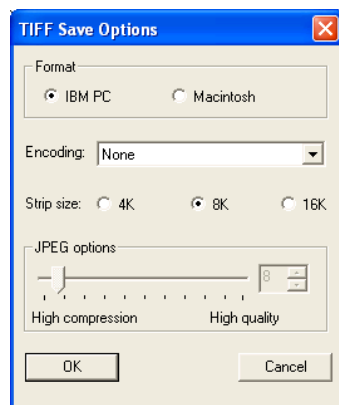 TIFF Save Options
Format
IBM PC Macintosh
Encoding: None
Strip size: 4K 8K 16K
JPEG options
8
High compression High quality
OK Cancel